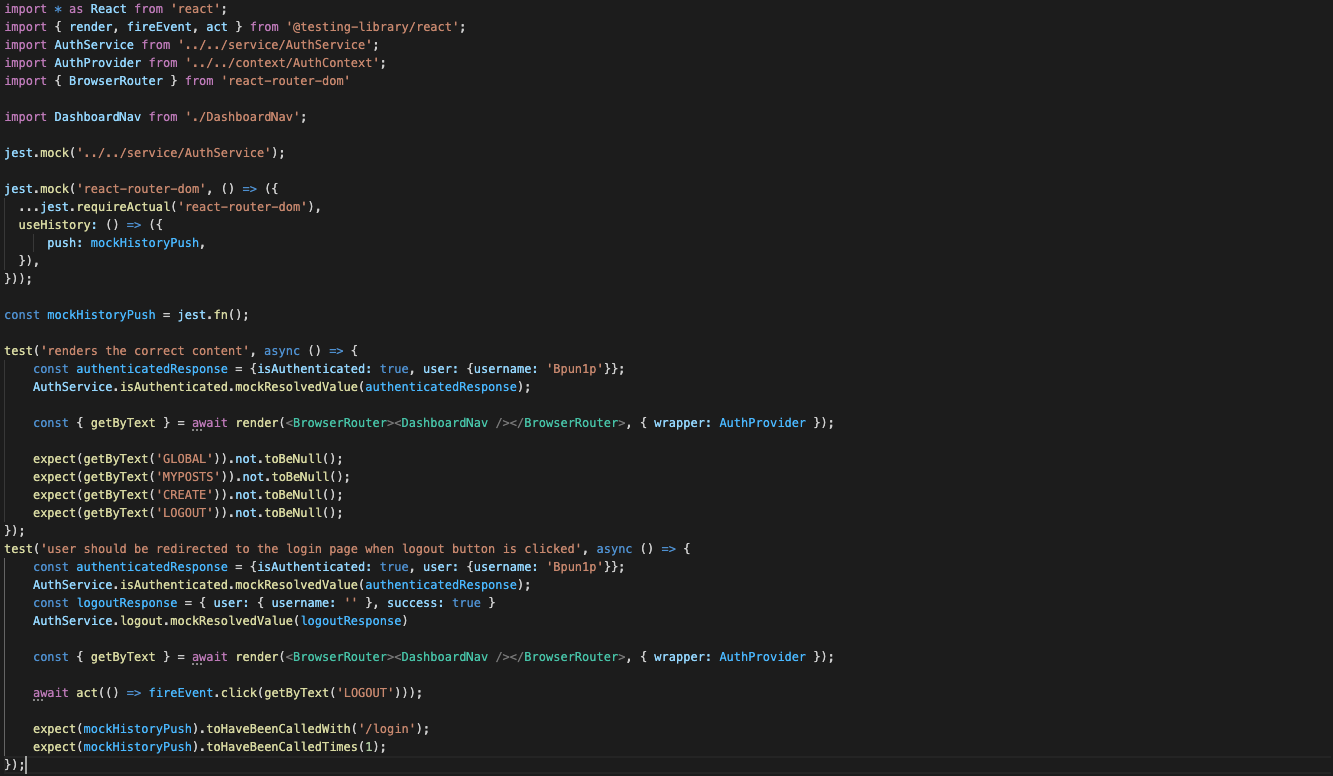 import * as React from 'react';
import { render, fireEvent, act } from '@testing-library/react';
import AuthService from '../../service/AuthService';
import AuthProvider from '../../context/AuthContext';
import { BrowserRouter } from 'react-router-dom'
import DashboardNav from './DashboardNav';
jest.mock('../../service/AuthService');
jest.mock('react-router-dom', () => ({
  ...jest.requireActual('react-router-dom'),
  useHistory: () => ({
      push: mockHistoryPush,
  }),
}));
const mockHistoryPush = jest.fn();
test('renders the correct content', async () => {
    const authenticatedResponse = {isAuthenticated: true, user: {username: 'Bpun1p'}};
    AuthService.isAuthenticated.mockResolvedValue(authenticatedResponse);
    const { getByText } = await render(<BrowserRouter><DashboardNav /></BrowserRouter>, { wrapper: AuthProvider });
    expect(getByText('GLOBAL')).not.toBeNull();
    expect(getByText('MYPOSTS')).not.toBeNull();
    expect(getByText('CREATE')).not.toBeNull();
    expect(getByText('LOGOUT')).not.toBeNull();
});
test('user should be redirected to the login page when logout button is clicked', async () => {
    const authenticatedResponse = {isAuthenticated: true, user: {username: 'Bpun1p'}};
    AuthService.isAuthenticated.mockResolvedValue(authenticatedResponse);
    const logoutResponse = { user: { username: '' }, success: true }
    AuthService.logout.mockResolvedValue(logoutResponse)
    const { getByText } = await render(<BrowserRouter><DashboardNav /></BrowserRouter>, { wrapper: AuthProvider });
    await act(() => fireEvent.click(getByText('LOGOUT')));
    expect(mockHistoryPush).toHaveBeenCalledWith('/login');
    expect(mockHistoryPush).toHaveBeenCalledTimes(1);
});